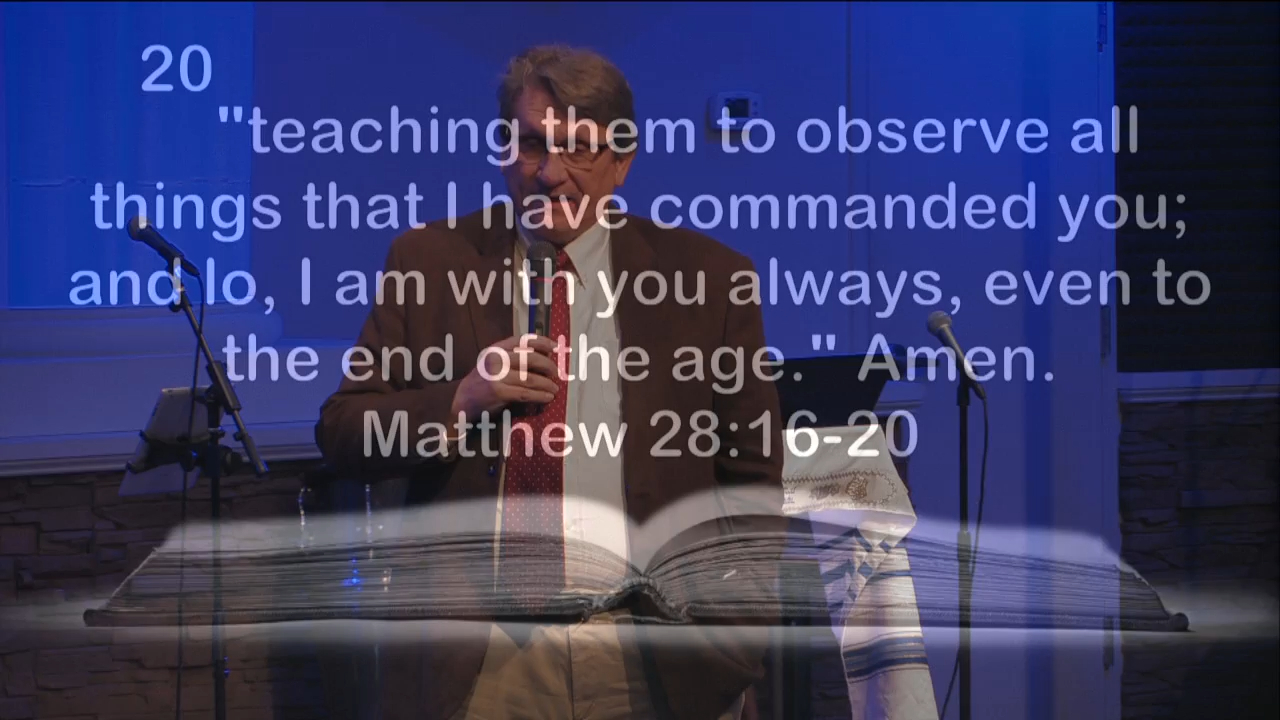 20
"teaching them to observe all
things that I have commanded you;
and lo, I am with you always, even to
the end of the age." Amen.
Matthew 28:16-20